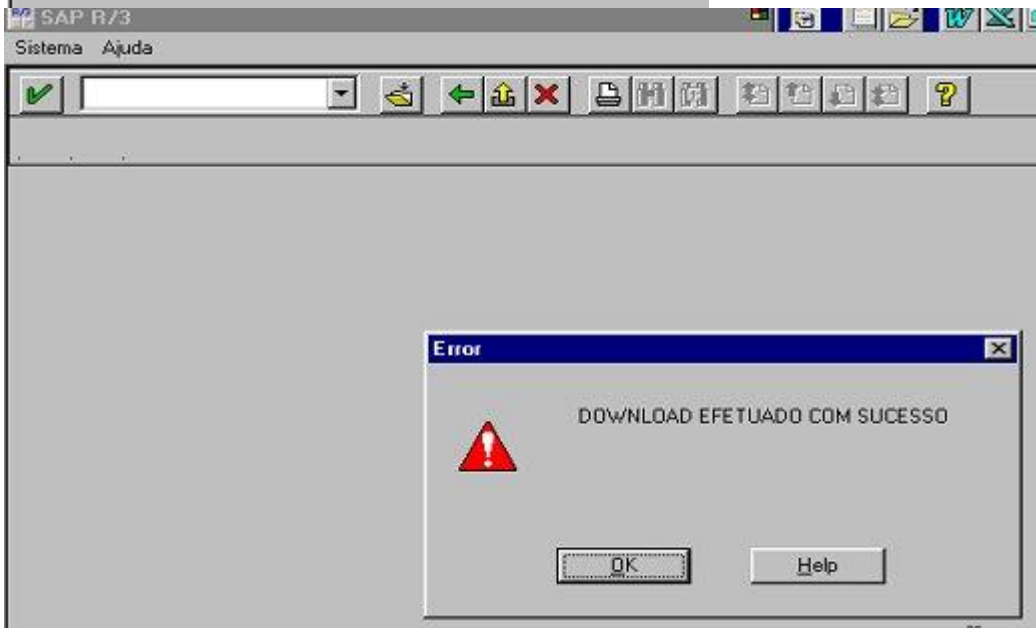 SAP R/3
Sistema Ajuda
Error
DOWNLOAD EFETUADO COM SUCESSO
OK
Help